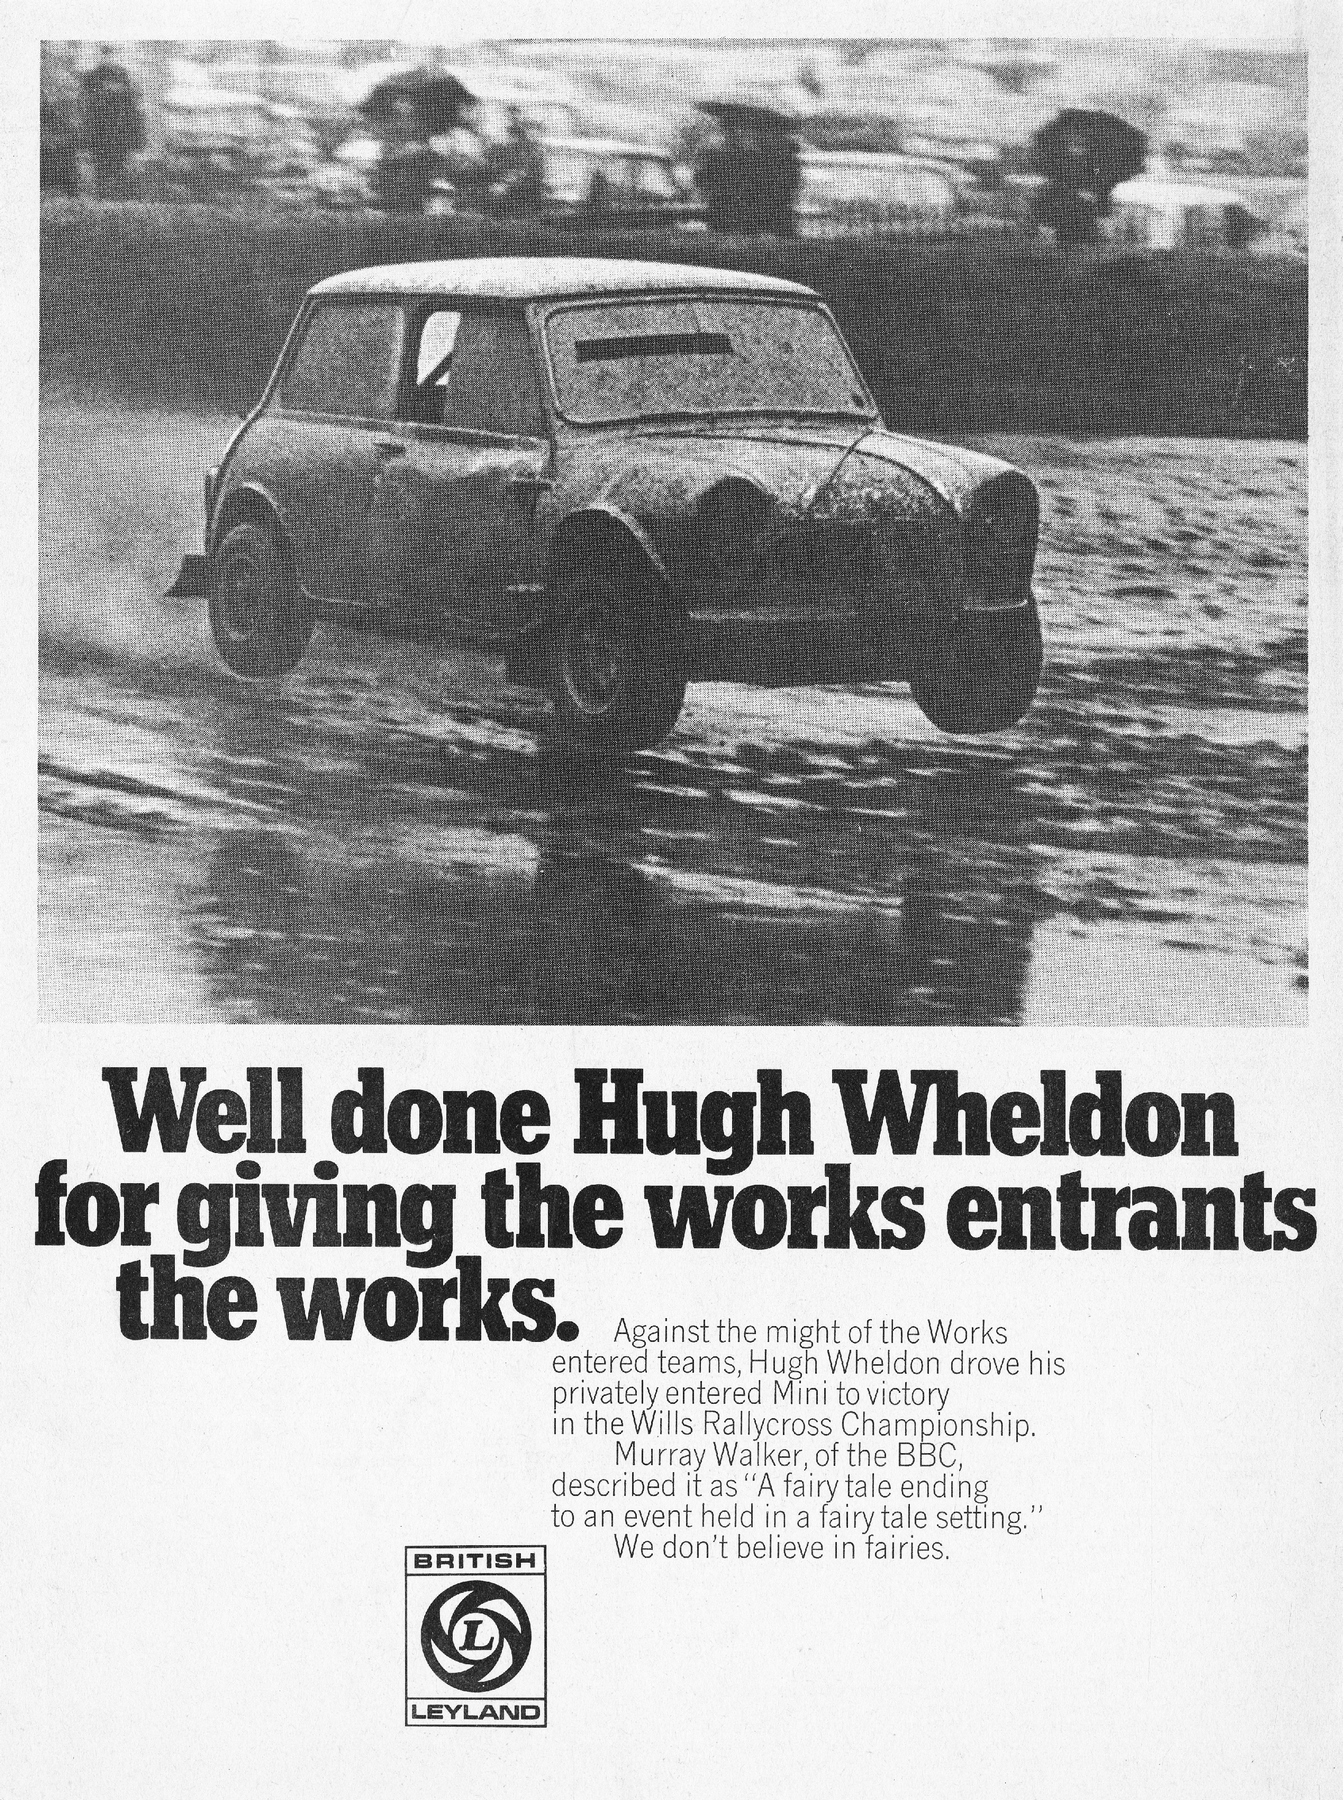 Well done Hugh Wheldon
for giving the works entrants
the works.
Against the might of the Works
entered teams, Hugh Wheldon drove his
privately entered Mini to victory
in the Wills Rallycross Championship.
Murray Walker, of the BBC,
described it as “A fairy tale ending
to an event held in a fairy tale setting.”
We don't believe in fairies.
BRITISH
L
LEYLAND